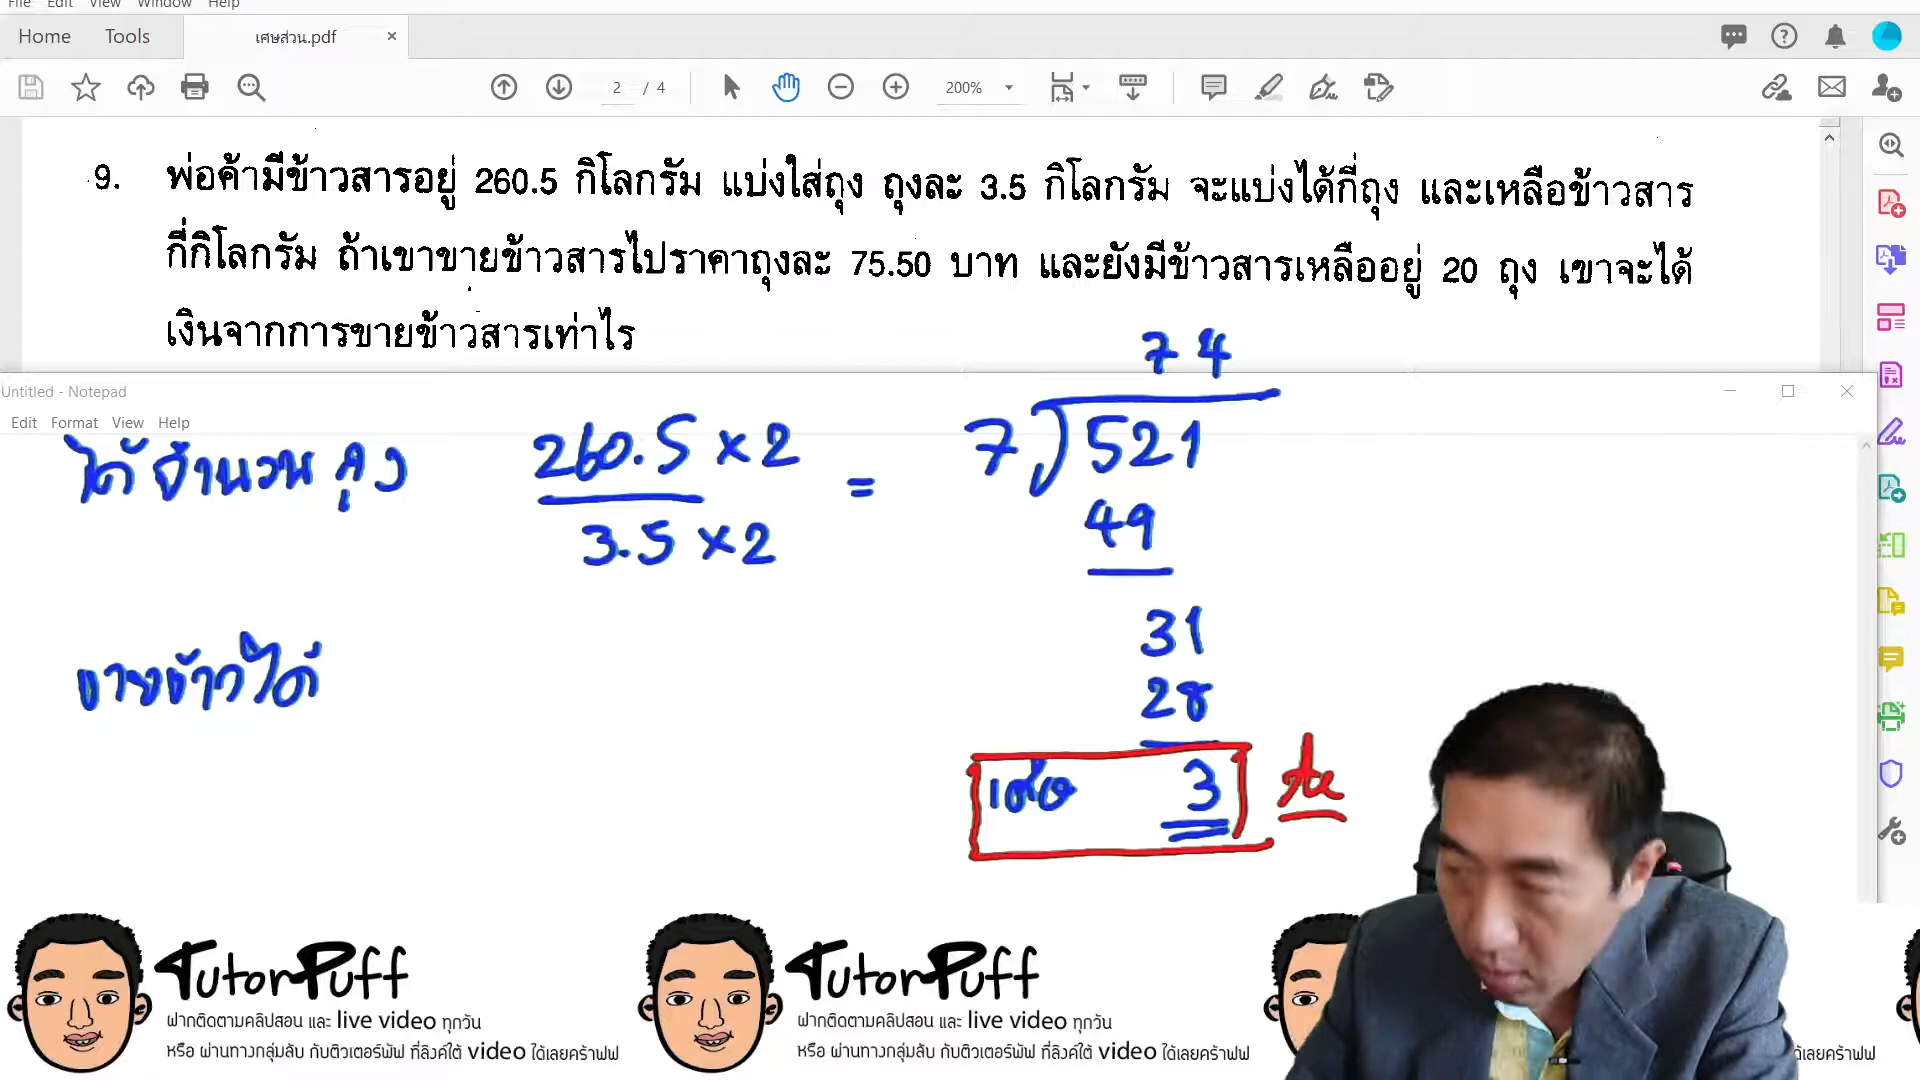 File Edit View Window Help
Home Tools เศษส่วน.pdf ×
2 / 4 200%
9. พ่อค้ามีข้าวสารอยู่ 260.5 กิโลกรัม แบ่งใส่ถุง ถุงละ 3.5 กิโลกรัม จะแบ่งได้กี่ถุง และเหลือข้าวสาร
กี่กิโลกรัม ถ้าเขาขายข้าวสารไปราคาถุงละ 75.50 บาท และยังมีข้าวสารเหลืออยู่ 20 ถุง เขาจะได้
เงินจากการขายข้าวสารเท่าไร
Untitled - Notepad
Edit Format View Help
74
ได้ จำนวน ถุง 260.5 × 2 = 7 521
3.5 × 2 49
31
ขายข้าวได้ 28
เศษ 3
TutorPuff TutorPuff
ฝากติดตามคลิปสอน และ live video ทุกวัน ฝากติดตามคลิปสอน และ live video ทุกวัน
หรือ ผ่านทางกลุ่มลับ กับติวเตอร์พัฟ ที่ลิงค์ใต้ video ได้เลยคร้าฟฟ หรือ ผ่านทางกลุ่มลับ กับติวเตอร์พัฟ ที่ลิงค์ใต้ video ได้เลยคร้าฟฟ ได้เลยคร้าฟฟ